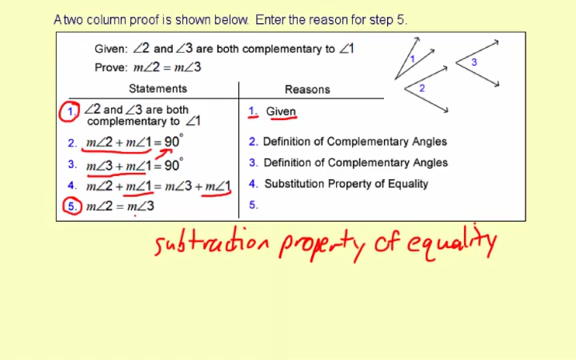 A two column proof is shown below. Enter the reason for step 5.
Given: ∠2 and ∠3 are both complementary to ∠1
Prove: m∠2 = m∠3
Statements Reasons
1. ∠2 and ∠3 are both complementary to ∠1
1. Given
2. m∠2 + m∠1 = 90° 2. Definition of Complementary Angles
3. m∠3 + m∠1 = 90° 3. Definition of Complementary Angles
4. m∠2 + m∠1 = m∠3 + m∠1 4. Substitution Property of Equality
5. m∠2 = m∠3 5.
1
2
3
subtraction property of equality